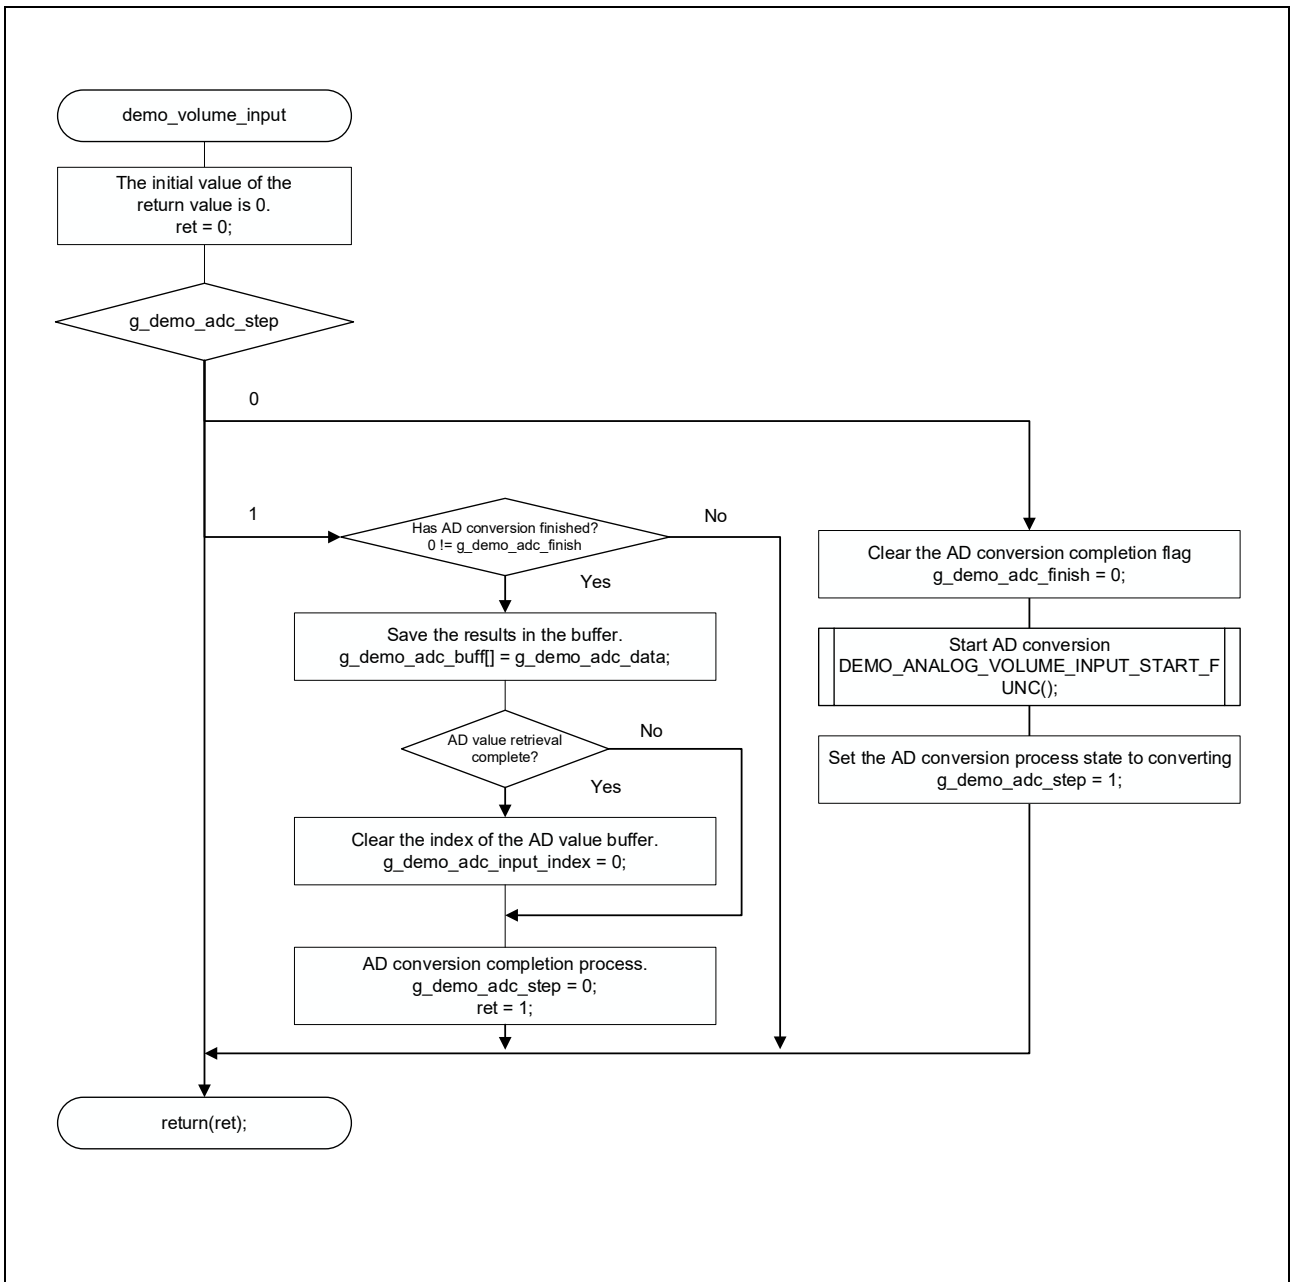 demo_volume_input
The initial value of the
return value is 0.
ret = 0;
g_demo_adc_step
0
1
Has AD conversion finished?
0 != g_demo_adc_finish
No
Yes
Save the results in the buffer.
g_demo_adc_buff[] = g_demo_adc_data;
AD value retrieval
complete?
No
Yes
Clear the index of the AD value buffer.
g_demo_adc_input_index = 0;
AD conversion completion process.
g_demo_adc_step = 0;
ret = 1;
Clear the AD conversion completion flag
g_demo_adc_finish = 0;
Start AD conversion
DEMO_ANALOG_VOLUME_INPUT_START_F
UNC();
Set the AD conversion process state to converting
g_demo_adc_step = 1;
return(ret);